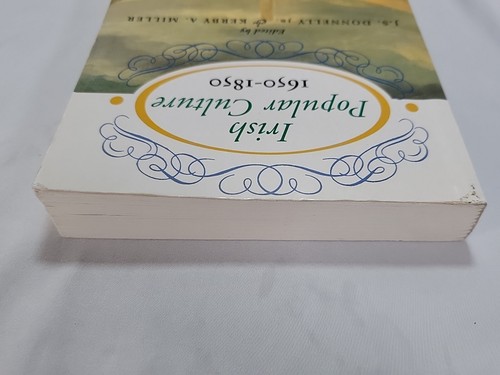 Irish
Popular Culture
1650-1850
Edited by
J.S. DONNELLY JR. & KERBY A. MILLER